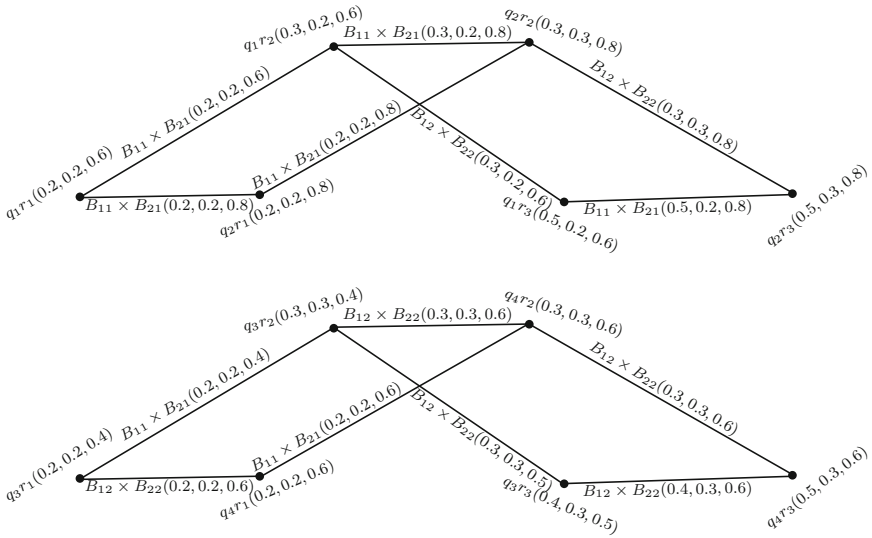 q₁r₂(0.3, 0.2, 0.6)
B₁₁ × B₂₁(0.3, 0.2, 0.8)
q₂r₂(0.3, 0.3, 0.8)
B₁₁ × B₂₁(0.2, 0.2, 0.6)
B₁₁ × B₂₁(0.2, 0.2, 0.8)
B₁₂ × B₂₂(0.3, 0.2, 0.6)
B₁₂ × B₂₂(0.3, 0.3, 0.8)
q₁r₁(0.2, 0.2, 0.6)
B₁₁ × B₂₁(0.2, 0.2, 0.8)
q₂r₁(0.2, 0.2, 0.8)
q₁r₃(0.5, 0.2, 0.6)
B₁₁ × B₂₁(0.5, 0.2, 0.8)
q₂r₃(0.5, 0.3, 0.8)
q₃r₂(0.3, 0.3, 0.4)
B₁₂ × B₂₂(0.3, 0.3, 0.6)
q₄r₂(0.3, 0.3, 0.6)
B₁₁ × B₂₁(0.2, 0.2, 0.4)
B₁₁ × B₂₁(0.2, 0.2, 0.6)
B₁₂ × B₂₂(0.3, 0.3, 0.5)
B₁₂ × B₂₂(0.3, 0.3, 0.6)
q₃r₁(0.2, 0.2, 0.4)
B₁₂ × B₂₂(0.2, 0.2, 0.6)
q₄r₁(0.2, 0.2, 0.6)
q₃r₃(0.4, 0.3, 0.5)
B₁₂ × B₂₂(0.4, 0.3, 0.6)
q₄r₃(0.5, 0.3, 0.6)